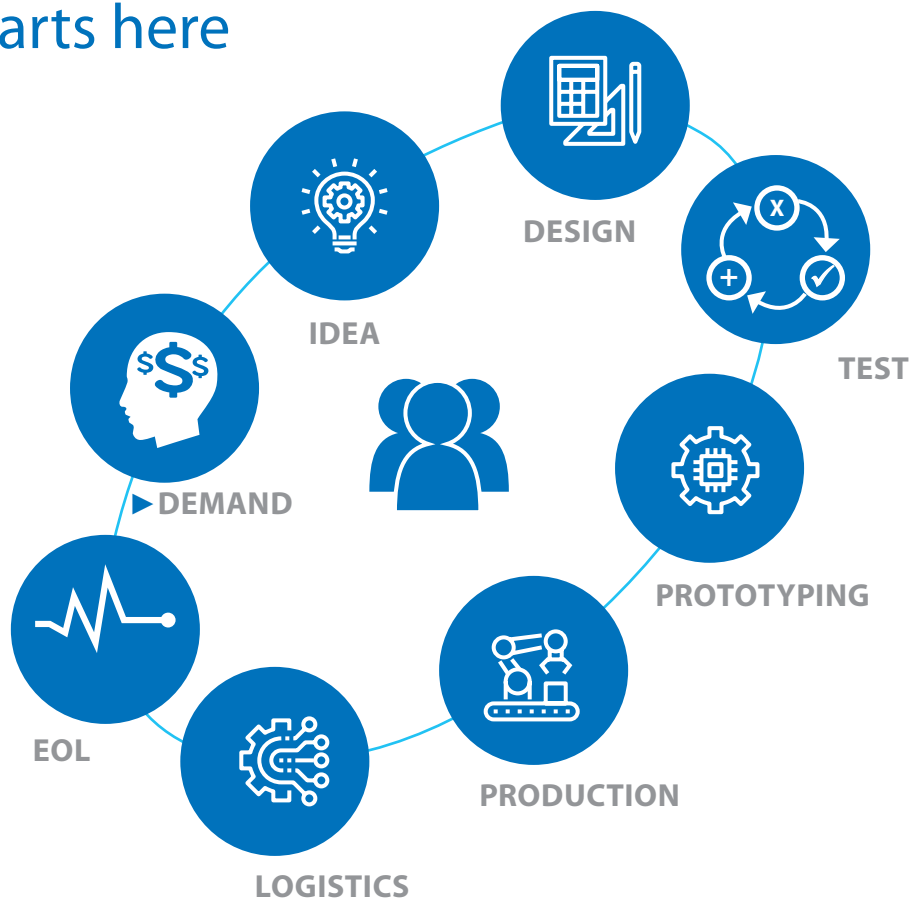 arts here
DESIGN
X
+
TEST
IDEA
$$$
DEMAND
PROTOTYPING
EOL
PRODUCTION
LOGISTICS